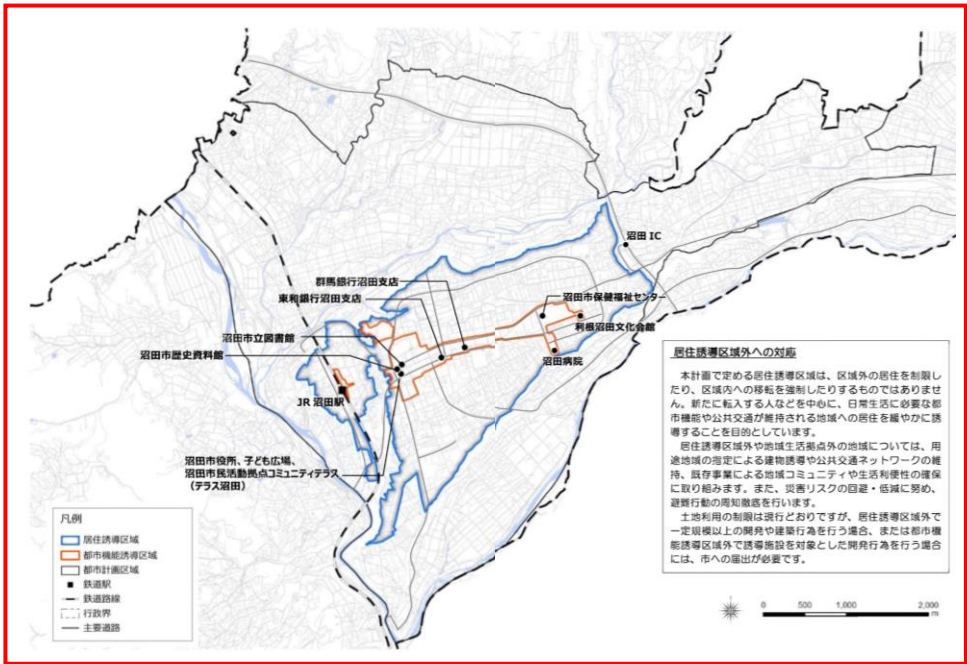 沼田 IC
群馬銀行沼田支店
東和銀行沼田支店
沼田市保健福祉センター
利根沼田文化会館
沼田市立図書館
沼田市歴史資料館
沼田病院
JR 沼田駅
沼田市役所、子ども広場、
沼田市民活動拠点コミュニティテラス
(テラス沼田)
居住誘導区域外への対応
本計画で定める居住誘導区域は、区域外の居住を制限し
たり、区域内への移転を強制したりするものではありませ
ん。新たに転入する人などを中心に、日常生活に必要な都
市機能や公共交通が維持される地域への居住を緩やかに誘
導することを目的としています。
居住誘導区域外や地域生活拠点外の地域については、用
途地域の指定による建物誘導や公共交通ネットワークの維
持、既存事業による地域コミュニティや生活利便性の確保
に取り組みます。また、災害リスクの回避・低減に努め、
避難行動の周知徹底を行います。
土地利用の制限は現行どおりですが、居住誘導区域外で
一定規模以上の開発や建築行為を行う場合、または都市機
能誘導区域外で誘導施設を対象とした開発行為を行う場合
には、市への届出が必要です。
凡例
居住誘導区域
都市機能誘導区域
都市計画区域
鉄道駅
鉄道路線
行政界
主要道路
0 500 1,000 2,000
m